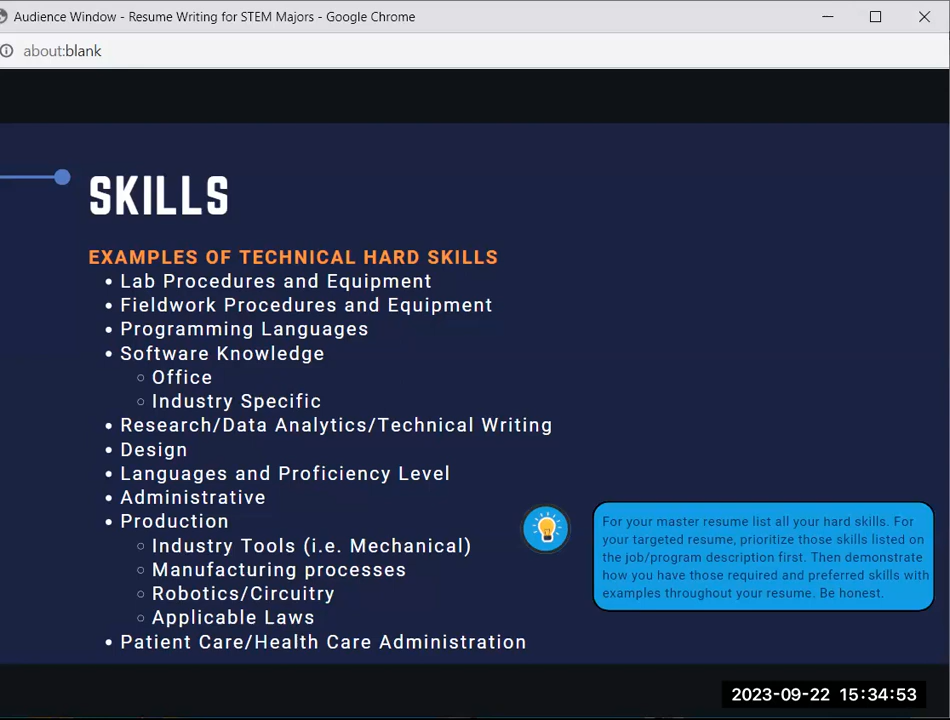 Audience Window - Resume Writing for STEM Majors - Google Chrome
about:blank
SKILLS
EXAMPLES OF TECHNICAL HARD SKILLS
• Lab Procedures and Equipment
• Fieldwork Procedures and Equipment
• Programming Languages
• Software Knowledge
○ Office
○ Industry Specific
• Research/Data Analytics/Technical Writing
• Design
• Languages and Proficiency Level
• Administrative
• Production
○ Industry Tools (i.e. Mechanical)
○ Manufacturing processes
○ Robotics/Circuitry
○ Applicable Laws
• Patient Care/Health Care Administration
For your master resume list all your hard skills. For
your targeted resume, prioritize those skills listed on
the job/program description first. Then demonstrate
how you have those required and preferred skills with
examples throughout your resume. Be honest.
2023-09-22 15:34:53